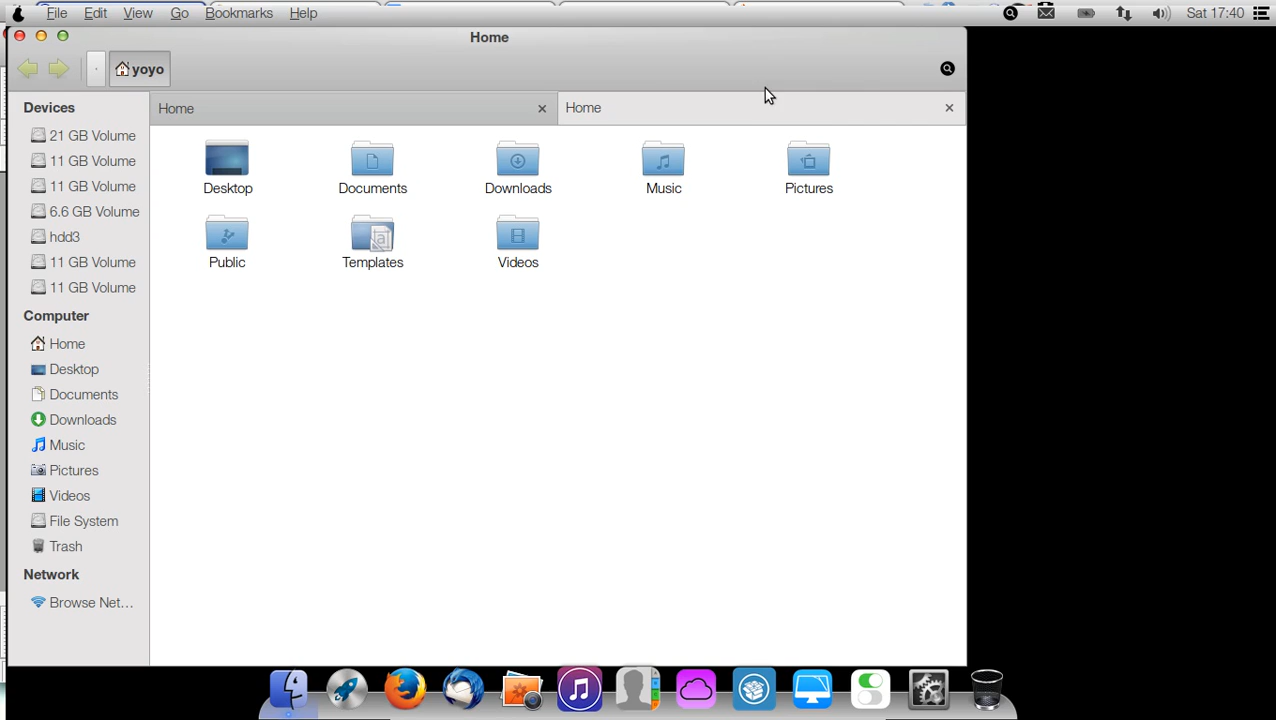 File Edit View Go Bookmarks Help Sat 17:40
Home
yoyo
Devices
21 GB Volume
11 GB Volume
11 GB Volume
6.6 GB Volume
hdd3
11 GB Volume
11 GB Volume
Computer
Home
Desktop
Documents
Downloads
Music
Pictures
Videos
File System
Trash
Network
Browse Net...
Home Home
Desktop Documents Downloads Music Pictures
Public Templates Videos